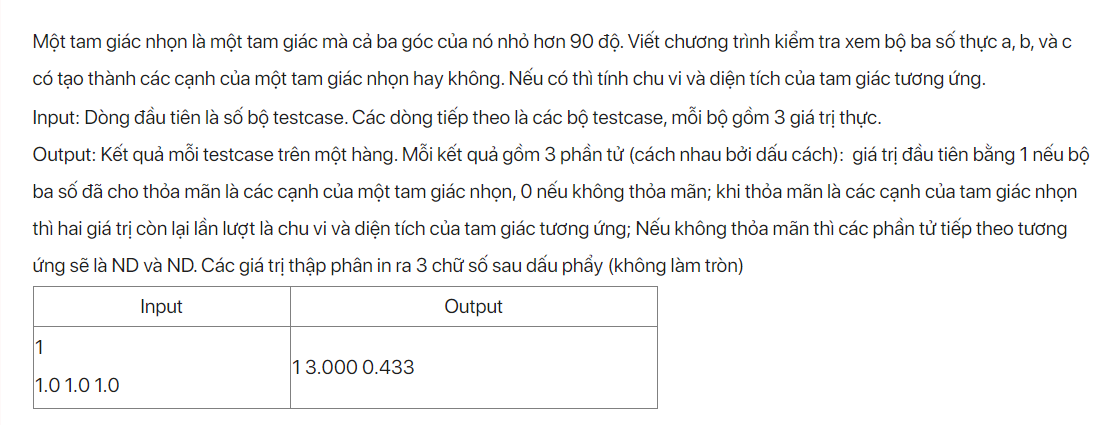 Một tam giác nhọn là một tam giác mà cả ba góc của nó nhỏ hơn 90 độ. Viết chương trình kiểm tra xem bộ ba số thực a, b, và c
có tạo thành các cạnh của một tam giác nhọn hay không. Nếu có thì tính chu vi và diện tích của tam giác tương ứng.
Input: Dòng đầu tiên là số bộ testcase. Các dòng tiếp theo là các bộ testcase, mỗi bộ gồm 3 giá trị thực.
Output: Kết quả mỗi testcase trên một hàng. Mỗi kết quả gồm 3 phần tử (cách nhau bởi dấu cách): giá trị đầu tiên bằng 1 nếu bộ
ba số đã cho thỏa mãn là các cạnh của một tam giác nhọn, 0 nếu không thỏa mãn; khi thỏa mãn là các cạnh của tam giác nhọn
thì hai giá trị còn lại lần lượt là chu vi và diện tích của tam giác tương ứng; Nếu không thỏa mãn thì các phần tử tiếp theo tương
ứng sẽ là ND và ND. Các giá trị thập phân in ra 3 chữ số sau dấu phẩy (không làm tròn)
Input Output
1
1.0 1.0 1.0
1 3.000 0.433